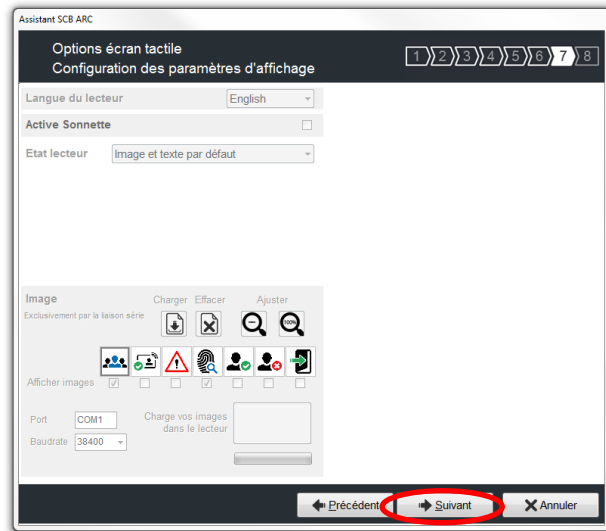 Assistant SCB ARC
Options écran tactile
Configuration des paramètres d'affichage
1 2 3 4 5 6 7 8
Langue du lecteur English
Active Sonnette
Etat lecteur Image et texte par défaut
Image Charger Effacer Ajuster
Exclusivement par la liaison série
100%
Afficher images
Port COM1 Charge vos images
dans le lecteur
Baudrate 38400
Précédent Suivant Annuler